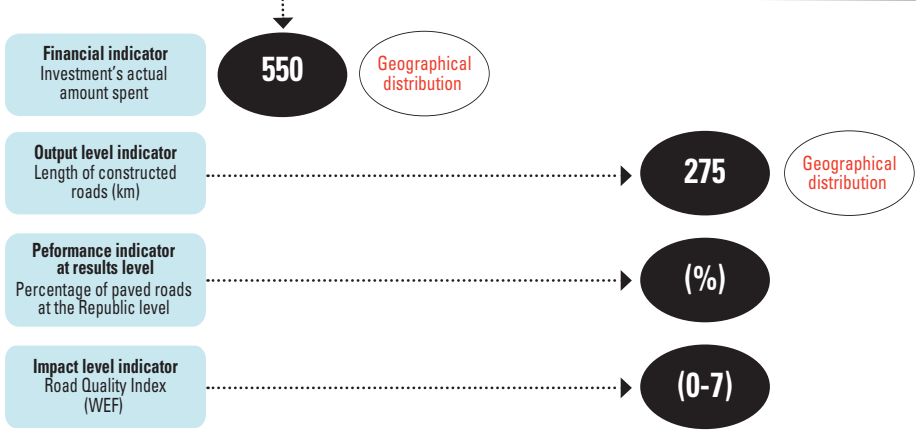 Financial indicator
Investment's actual
amount spent
550
Geographical
distribution
Output level indicator
Length of constructed
roads (km)
275
Geographical
distribution
Peformance indicator
at results level
Percentage of paved roads
at the Republic level
(%)
Impact level indicator
Road Quality Index
(WEF)
(0-7)